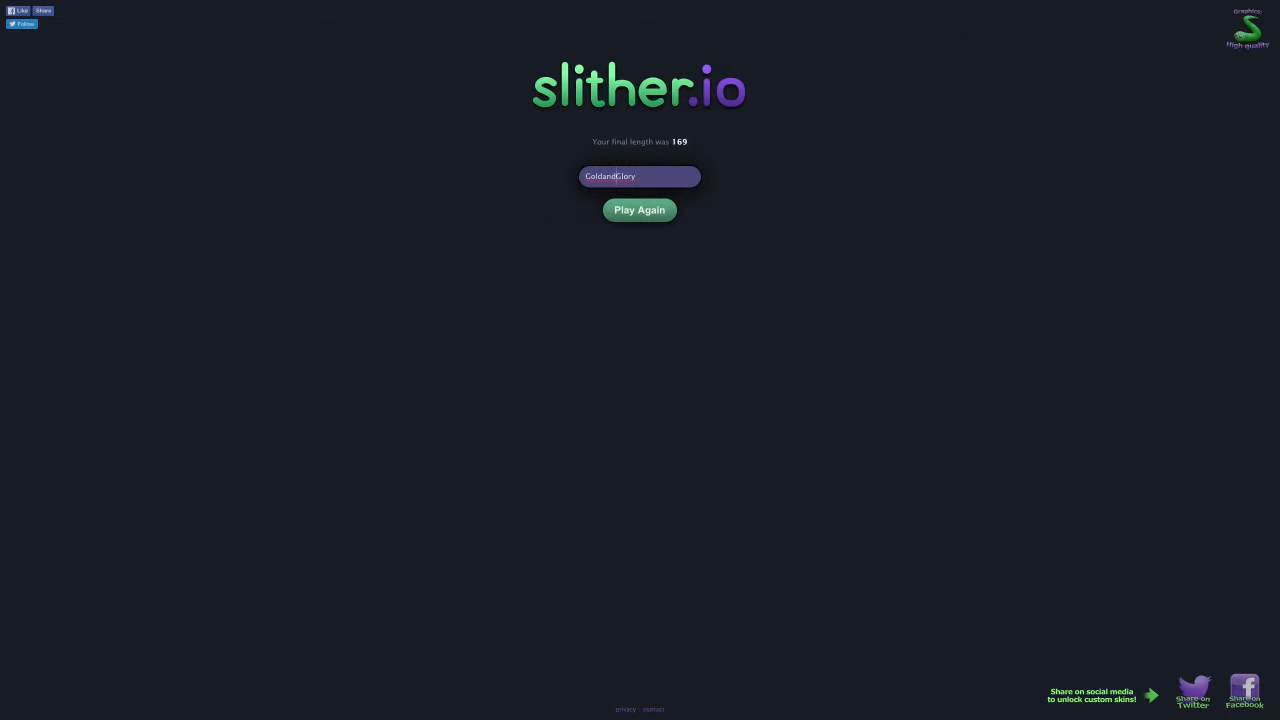 Like Share
Follow
Graphics:
High quality
slither.io
Your final length was 169
GoldandGlory
Play Again
Share on social media
to unlock custom skins!
Share on
Twitter
Share on
Facebook
privacy · contact